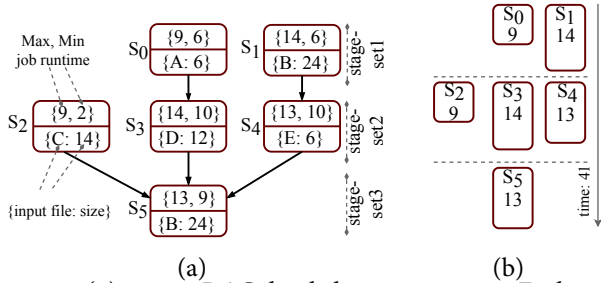 Max, Min
job runtime
S0
{9, 6}
{A: 6}
S1
{14, 6}
{B: 24}
stage-
set1
S2
{9, 2}
{C: 14}
S3
{14, 10}
{D: 12}
S4
{13, 10}
{E: 6}
stage-
set2
{input file: size}
S5
{13, 9}
{B: 24}
stage-
set3
(a)
S0
9
S1
14
S2
9
S3
14
S4
13
S5
13
time: 41
(b)